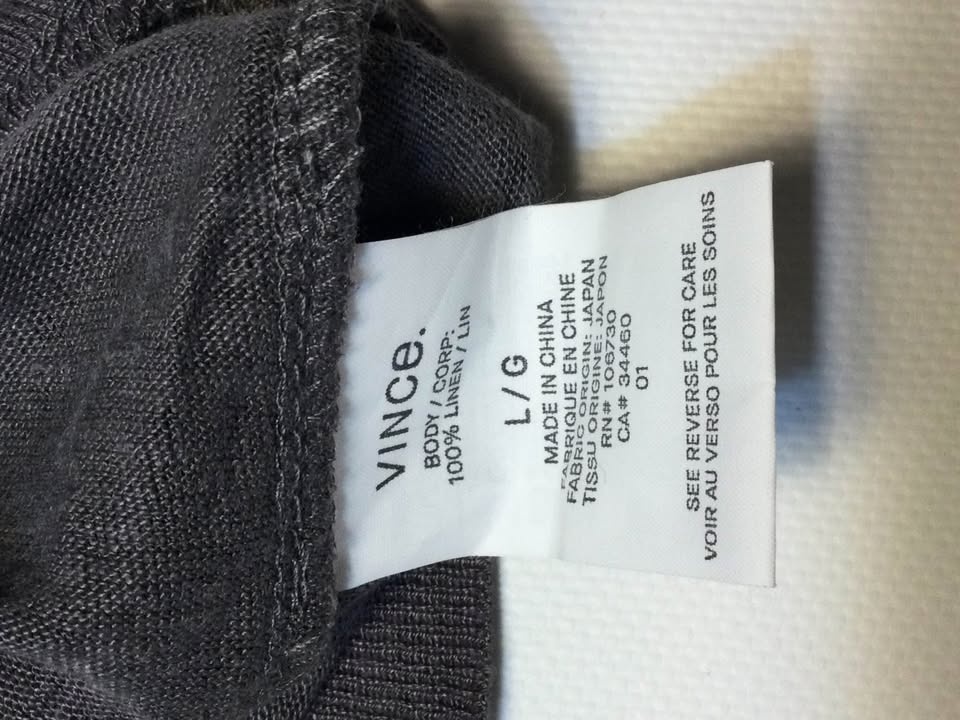 VINCE.
BODY / CORP:
100% LINEN / LIN
L / G
MADE IN CHINA
FABRIQUE EN CHINE
FABRIC ORIGIN: JAPAN
TISSU ORIGINE: JAPON
RN# 106730
CA# 34460
01
SEE REVERSE FOR CARE
VOIR AU VERSO POUR LES SOINS